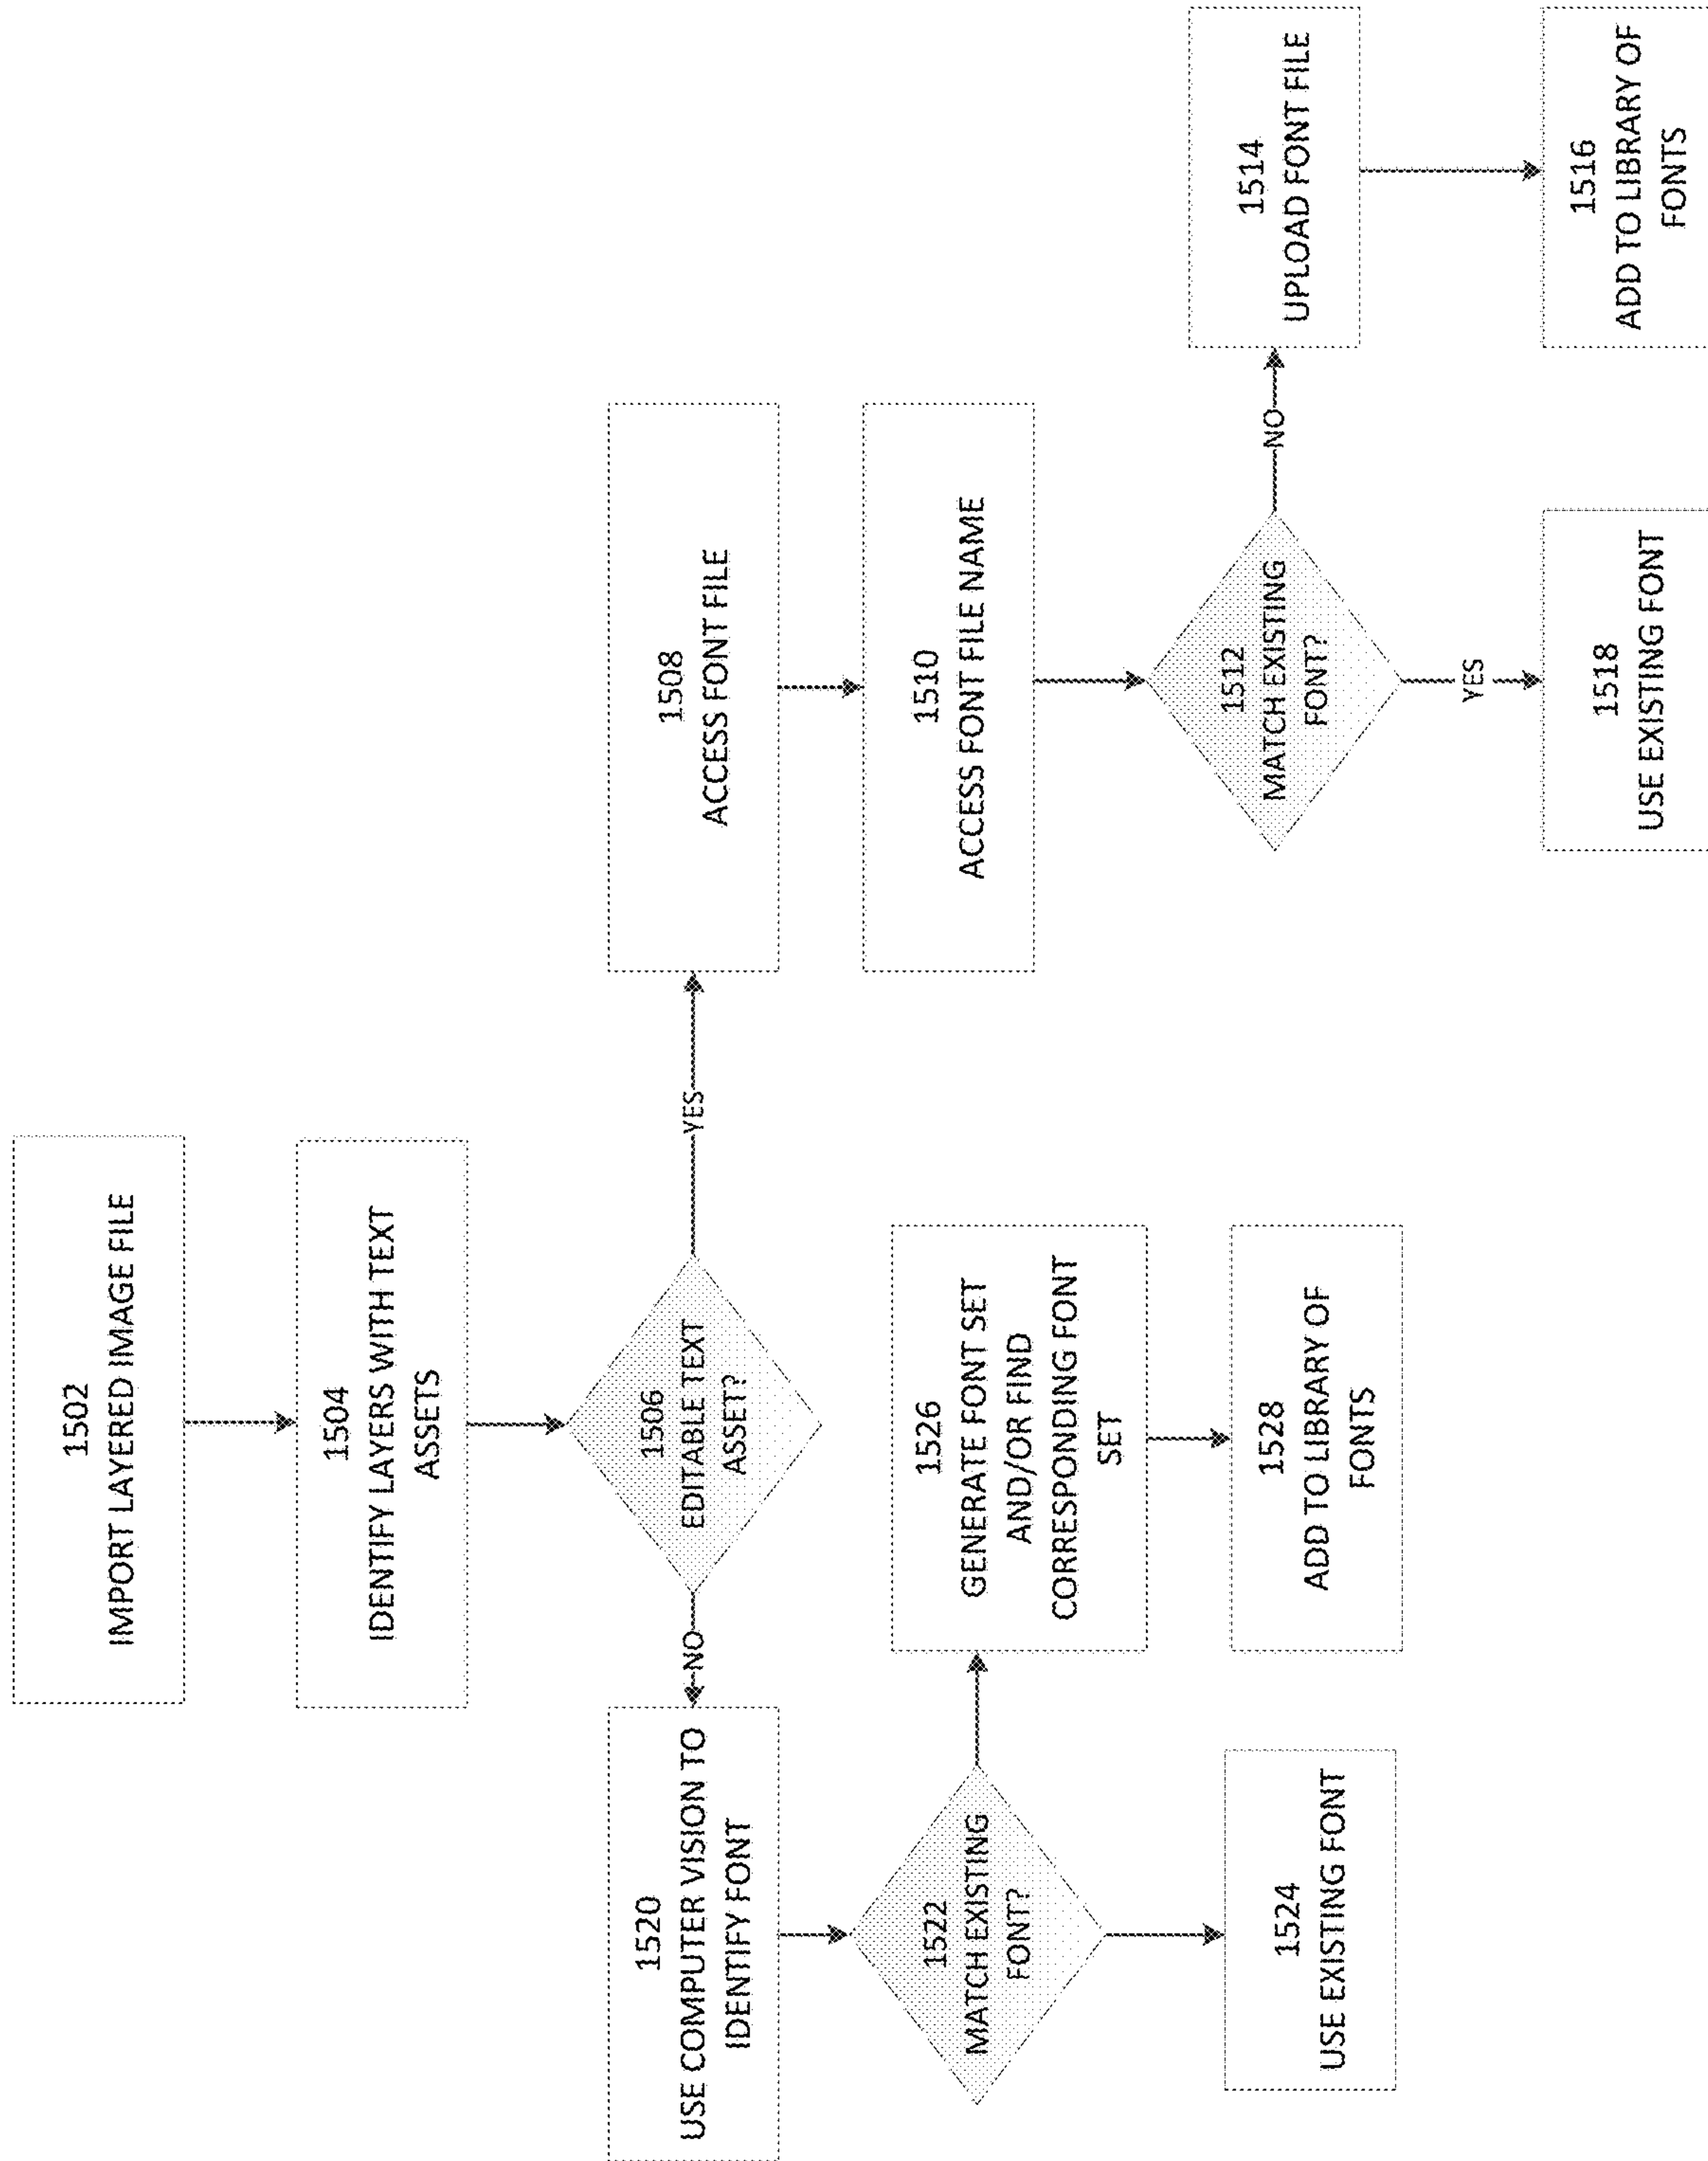 1502
IMPORT LAYERED IMAGE FILE
1504
IDENTIFY LAYERS WITH TEXT
ASSETS
1506
EDITABLE TEXT
ASSET?
NO
YES
1520
USE COMPUTER VISION TO
IDENTIFY FONT
1522
MATCH EXISTING
FONT?
1524
USE EXISTING FONT
1526
GENERATE FONT SET
AND/OR FIND
CORRESPONDING FONT
SET
1528
ADD TO LIBRARY OF
FONTS
1508
ACCESS FONT FILE
1510
ACCESS FONT FILE NAME
1512
MATCH EXISTING
FONT?
NO
YES
1514
UPLOAD FONT FILE
1516
ADD TO LIBRARY OF
FONTS
1518
USE EXISTING FONT